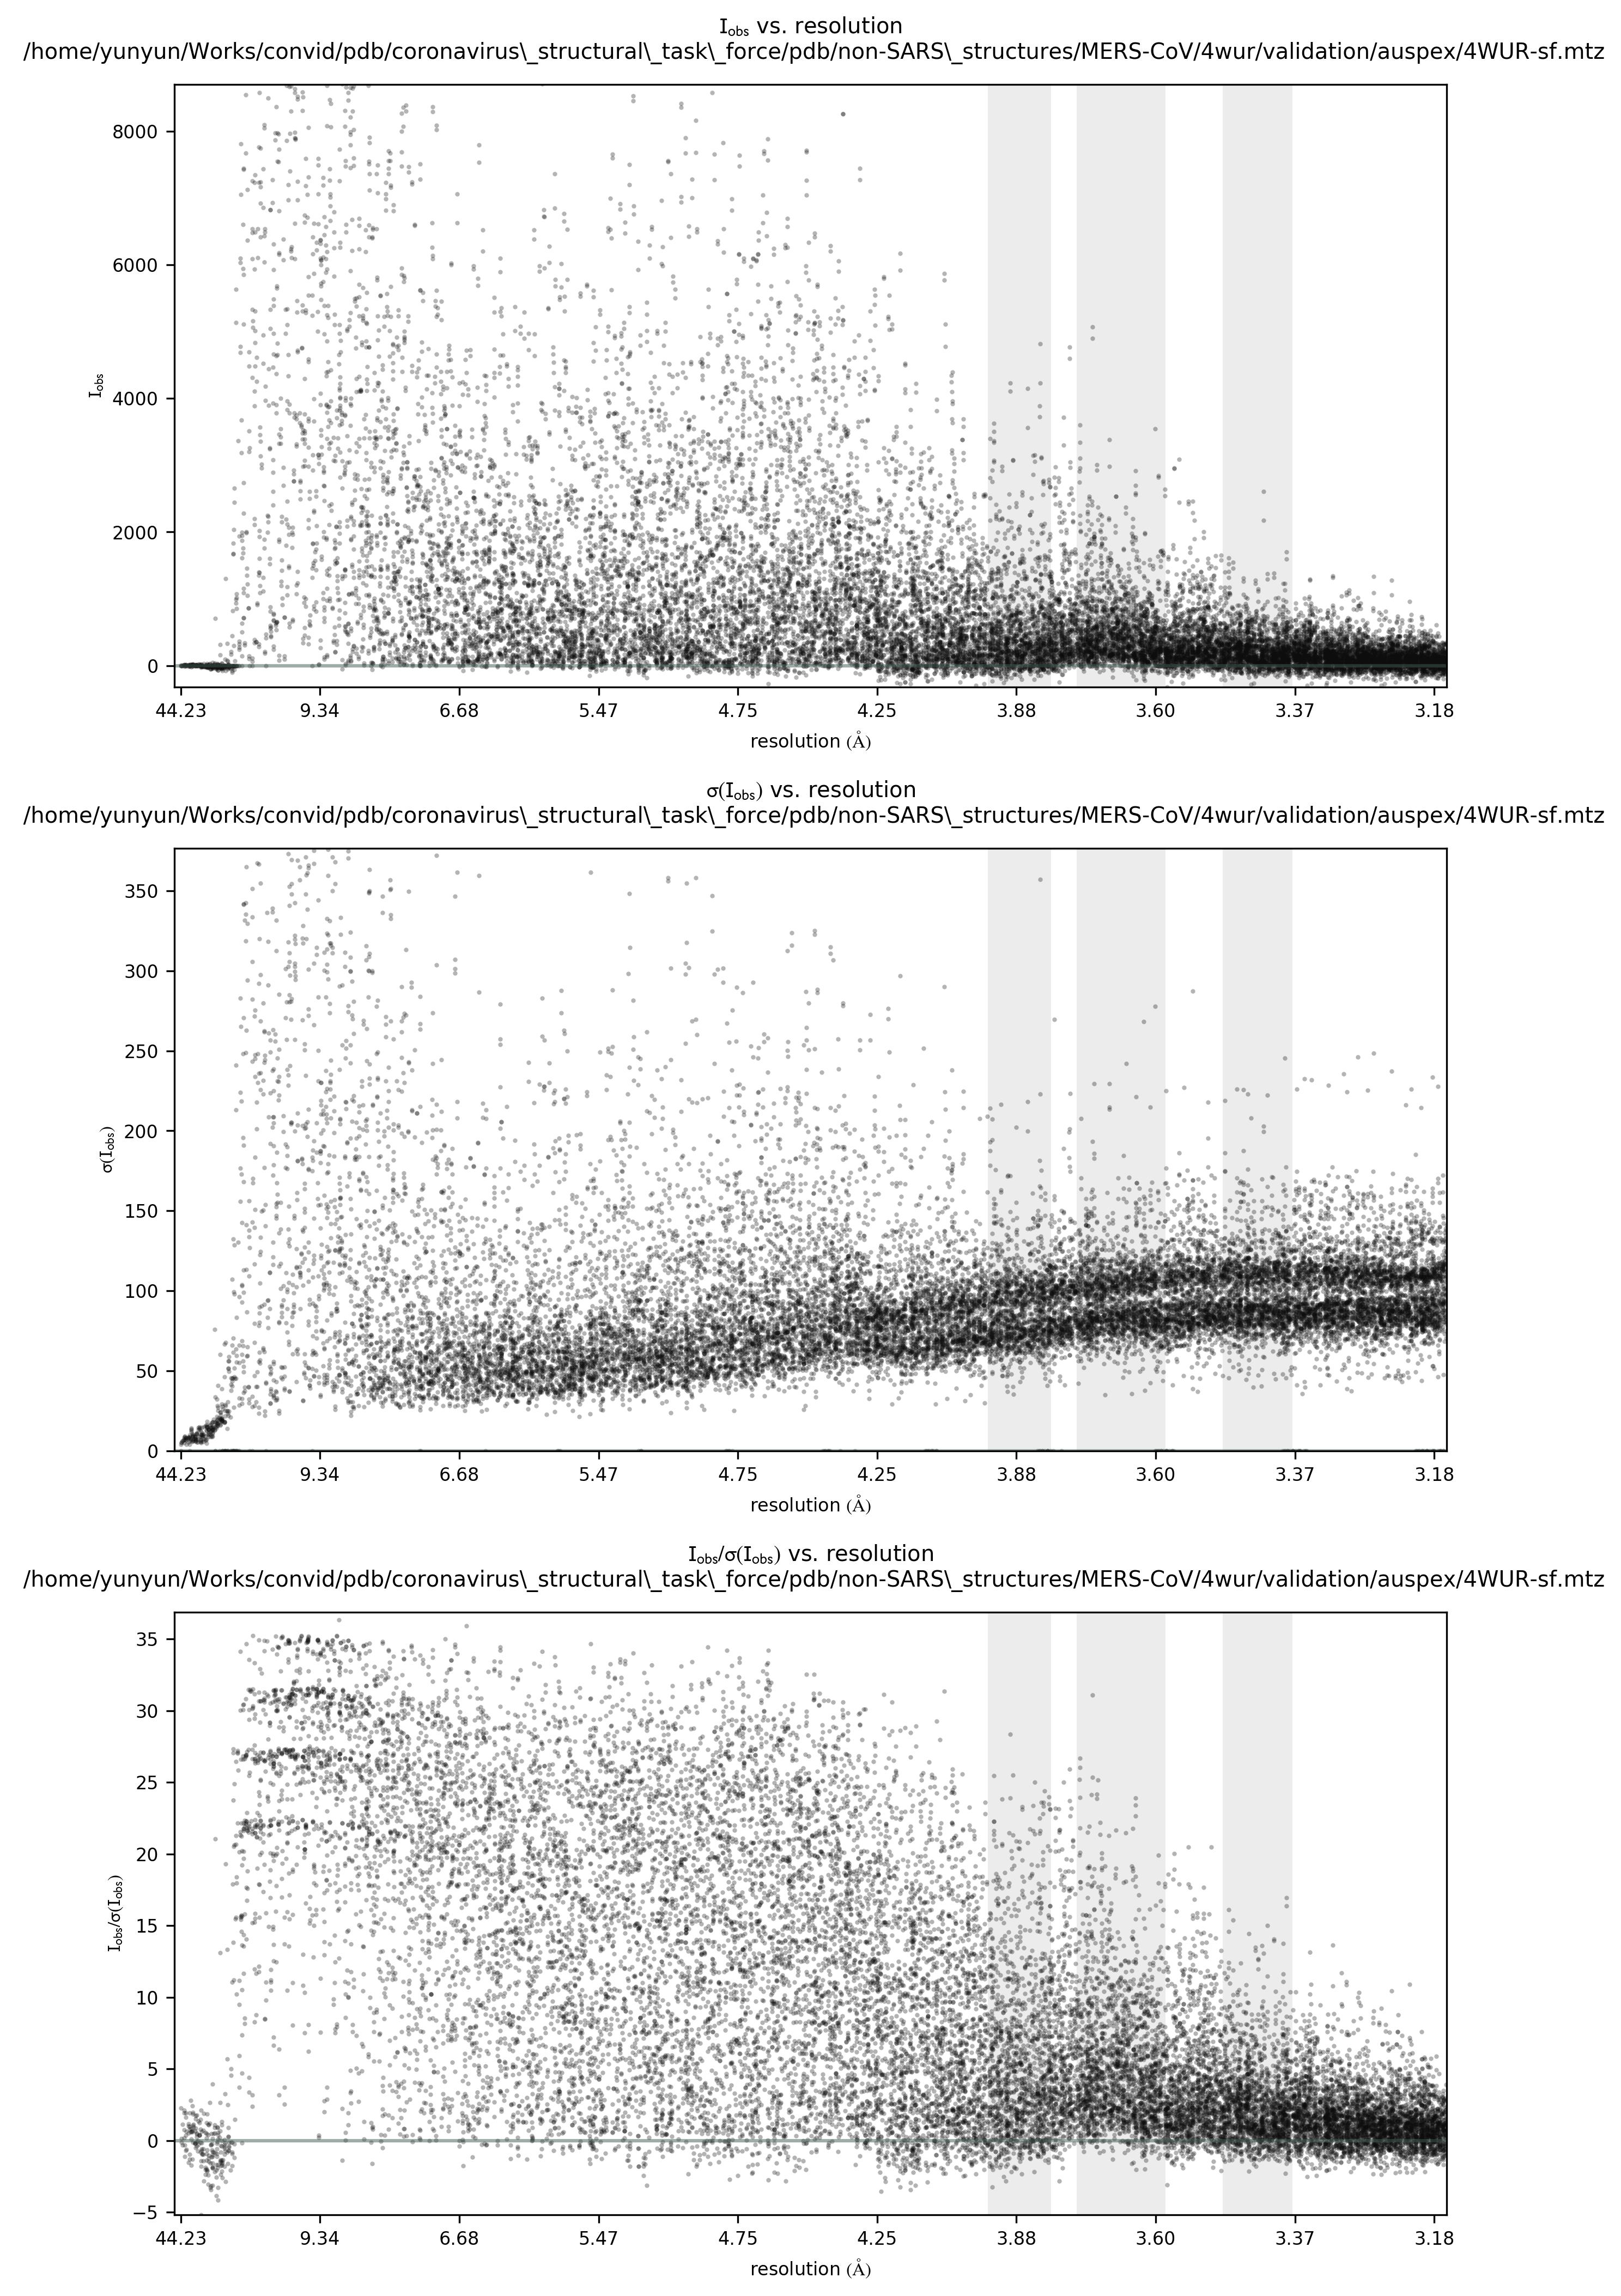 Iobs vs. resolution
/home/yunyun/Works/convid/pdb/coronavirus\_structural\_task\_force/pdb/non-SARS\_structures/MERS-CoV/4wur/validation/auspex/4WUR-sf.mtz
8000
6000
4000
2000
0
Iobs
44.23 9.34 6.68 5.47 4.75 4.25 3.88 3.60 3.37 3.18
resolution (Å)
σ(Iobs) vs. resolution
/home/yunyun/Works/convid/pdb/coronavirus\_structural\_task\_force/pdb/non-SARS\_structures/MERS-CoV/4wur/validation/auspex/4WUR-sf.mtz
350
300
250
200
150
100
50
0
σ(Iobs)
44.23 9.34 6.68 5.47 4.75 4.25 3.88 3.60 3.37 3.18
resolution (Å)
Iobs/σ(Iobs) vs. resolution
/home/yunyun/Works/convid/pdb/coronavirus\_structural\_task\_force/pdb/non-SARS\_structures/MERS-CoV/4wur/validation/auspex/4WUR-sf.mtz
35
30
25
20
15
10
5
0
−5
Iobs/σ(Iobs)
44.23 9.34 6.68 5.47 4.75 4.25 3.88 3.60 3.37 3.18
resolution (Å)